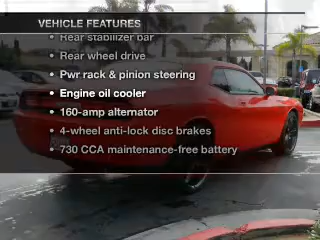 VEHICLE FEATURES
• Rear stabilizer bar
• Rear wheel drive
• Pwr rack & pinion steering
• Engine oil cooler
• 160-amp alternator
• 4-wheel anti-lock disc brakes
• 730 CCA maintenance-free battery